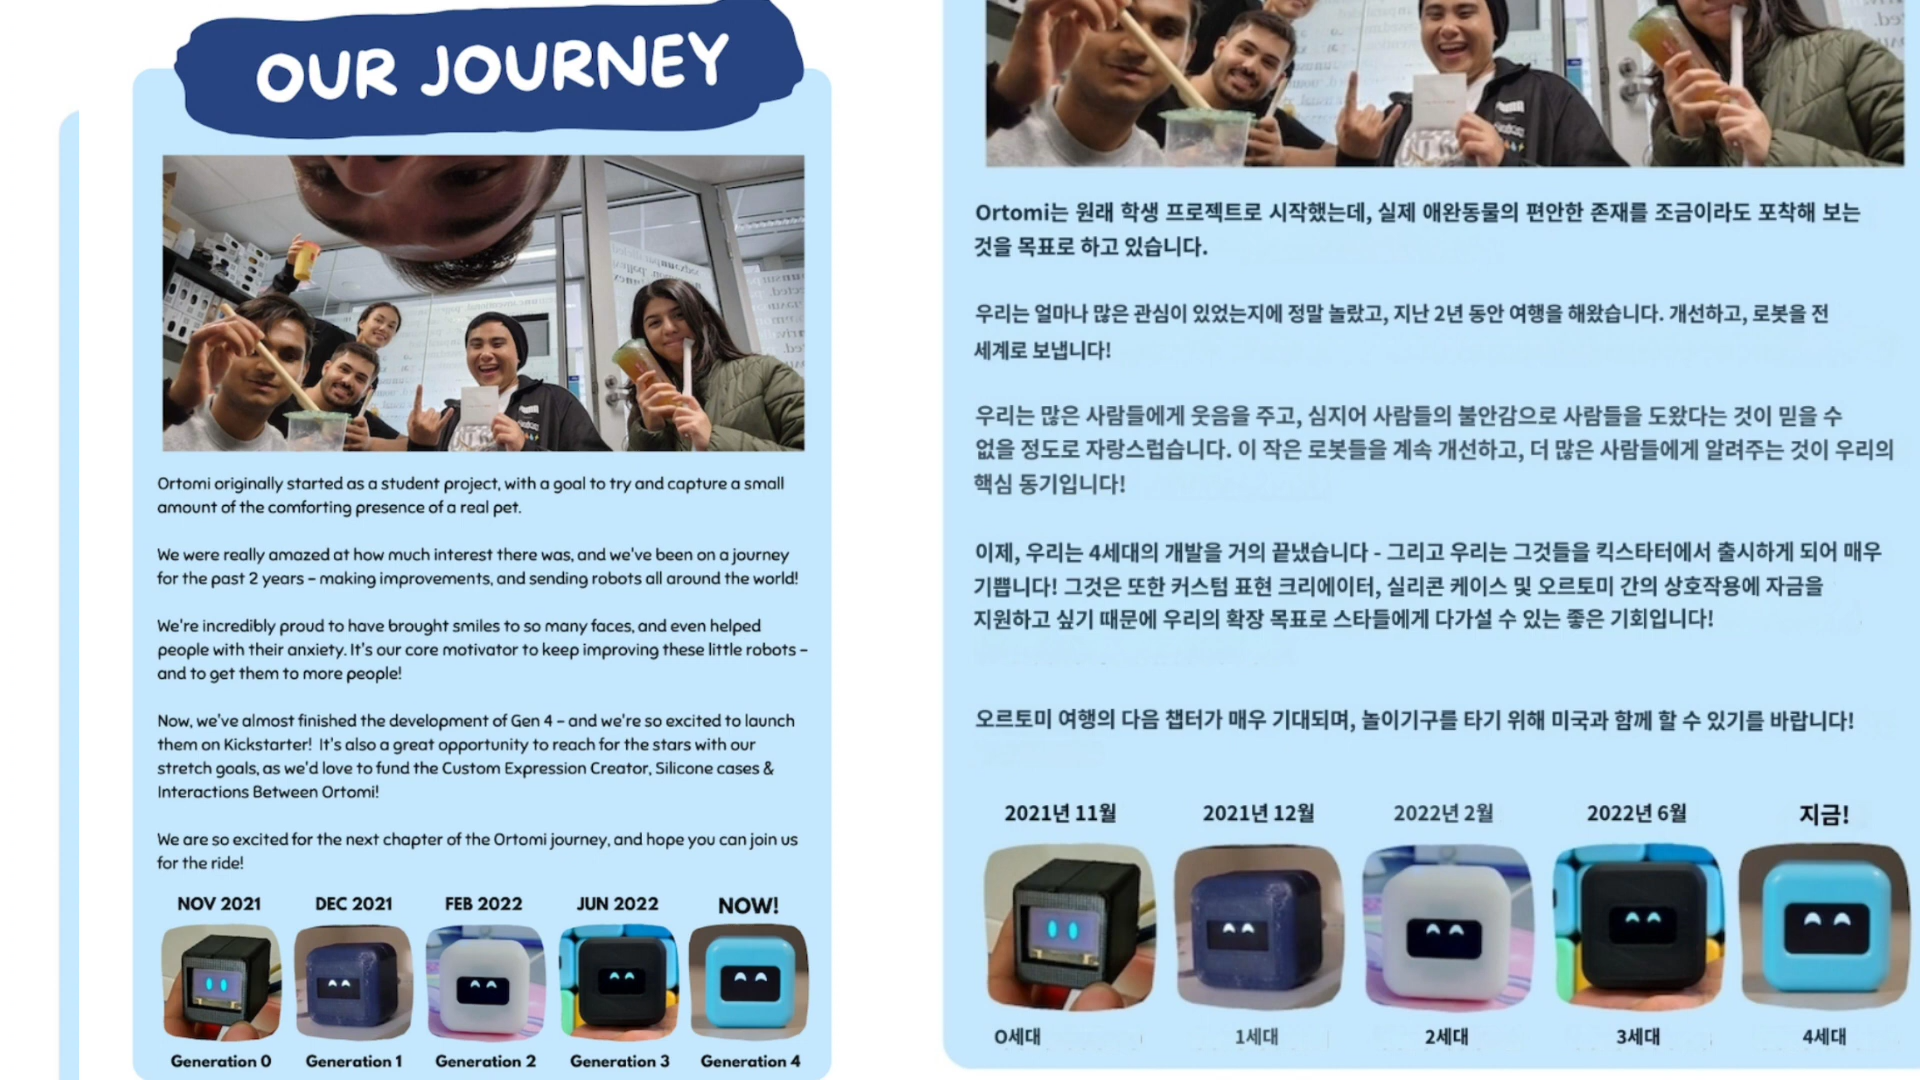 OUR JOURNEY
Ortomi originally started as a student project, with a goal to try and capture a small
amount of the comforting presence of a real pet.
We were really amazed at how much interest there was, and we've been on a journey
for the past 2 years – making improvements, and sending robots all around the world!
We're incredibly proud to have brought smiles to so many faces, and even helped
people with their anxiety. It's our core motivator to keep improving these little robots –
and to get them to more people!
Now, we've almost finished the development of Gen 4 – and we're so excited to launch
them on Kickstarter! It's also a great opportunity to reach for the stars with our
stretch goals, as we'd love to fund the Custom Expression Creator, Silicone cases &
Interactions Between Ortomi!
We are so excited for the next chapter of the Ortomi journey, and hope you can join us
for the ride!
NOV 2021 DEC 2021 FEB 2022 JUN 2022 NOW!
Generation 0 Generation 1 Generation 2 Generation 3 Generation 4
Ortomi는 원래 학생 프로젝트로 시작했는데, 실제 애완동물의 편안한 존재를 조금이라도 포착해 보는
것을 목표로 하고 있습니다.
우리는 얼마나 많은 관심이 있었는지에 정말 놀랐고, 지난 2년 동안 여행을 해왔습니다. 개선하고, 로봇을 전
세계로 보냅니다!
우리는 많은 사람들에게 웃음을 주고, 심지어 사람들의 불안감으로 사람들을 도왔다는 것이 믿을 수
없을 정도로 자랑스럽습니다. 이 작은 로봇들을 계속 개선하고, 더 많은 사람들에게 알려주는 것이 우리의
핵심 동기입니다!
이제, 우리는 4세대의 개발을 거의 끝냈습니다 - 그리고 우리는 그것들을 킥스타터에서 출시하게 되어 매우
기쁩니다! 그것은 또한 커스텀 표현 크리에이터, 실리콘 케이스 및 오르토미 간의 상호작용에 자금을
지원하고 싶기 때문에 우리의 확장 목표로 스타들에게 다가설 수 있는 좋은 기회입니다!
오르토미 여행의 다음 챕터가 매우 기대되며, 놀이기구를 타기 위해 미국과 함께 할 수 있기를 바랍니다!
2021년 11월 2021년 12월 2022년 2월 2022년 6월 지금!
0세대 1세대 2세대 3세대 4세대